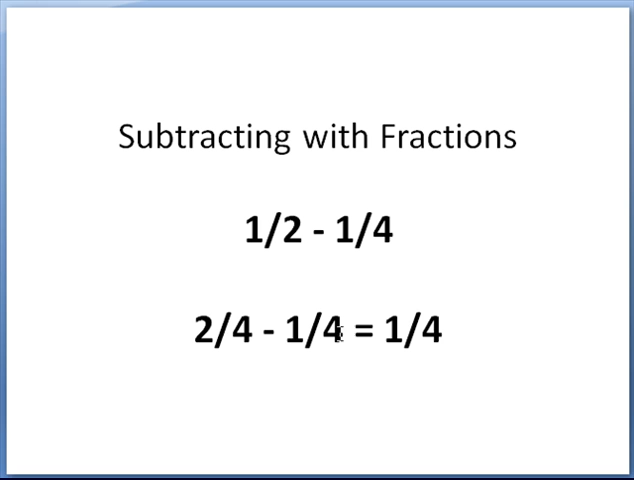 Subtracting with Fractions
1/2 - 1/4
2/4 - 1/4 = 1/4